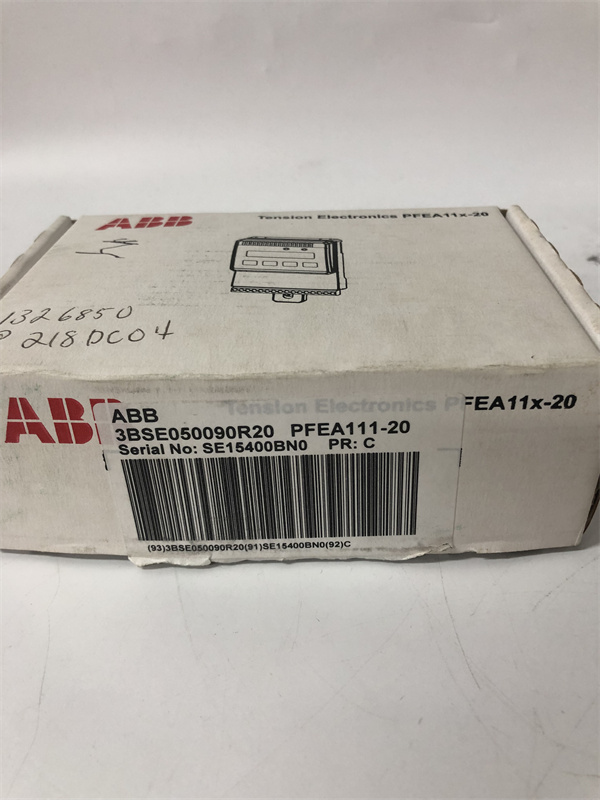 ABB Tension Electronics PFEA11x-20
1326850
218DC04
ABB Tension Electronics PFEA11x-20
ABB
3BSE050090R20 PFEA111-20
Serial No: SE15400BN0 PR: C
(93)3BSE050090R20(91)SE15400BN0(92)C